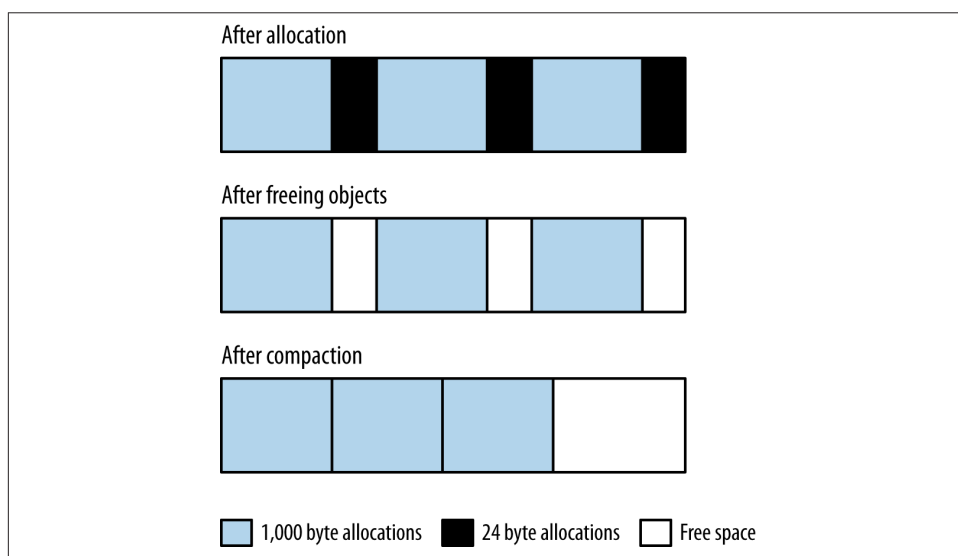 After allocation
After freeing objects
After compaction
1,000 byte allocations 24 byte allocations Free space